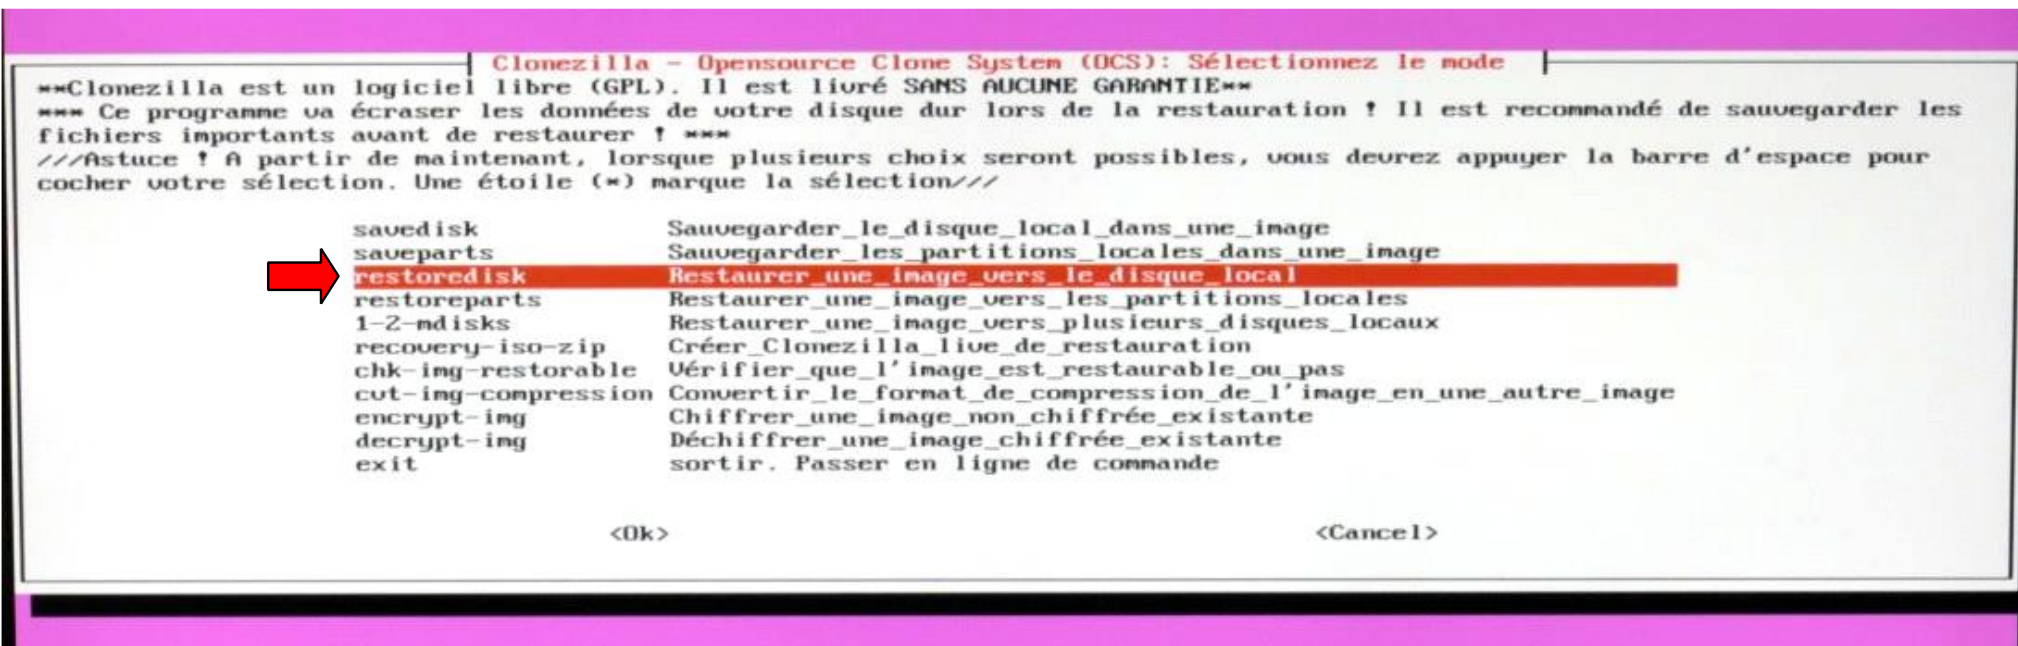 Clonezilla - Opensource Clone System (OCS): Sélectionnez le mode
**Clonezilla est un logiciel libre (GPL). Il est livré SANS AUCUNE GARANTIE**
*** Ce programme va écraser les données de votre disque dur lors de la restauration ! Il est recommandé de sauvegarder les
fichiers importants avant de restaurer ! ***
///Astuce ! A partir de maintenant, lorsque plusieurs choix seront possibles, vous devrez appuyer la barre d'espace pour
cocher votre sélection. Une étoile (*) marque la sélection///
savedisk Sauvegarder_le_disque_local_dans_une_image
saveparts Sauvegarder_les_partitions_locales_dans_une_image
restoredisk Restaurer_une_image_vers_le_disque_local
restoreparts Restaurer_une_image_vers_les_partitions_locales
1-2-mdisks Restaurer_une_image_vers_plusieurs_disques_locaux
recovery-iso-zip Créer_Clonezilla_live_de_restauration
chk-img-restorable Vérifier_que_l'image_est_restaurable_ou_pas
cvt-img-compression Convertir_le_format_de_compression_de_l'image_en_une_autre_image
encrypt-img Chiffrer_une_image_non_chiffrée_existante
decrypt-img Déchiffrer_une_image_chiffrée_existante
exit sortir. Passer en ligne de commande
<Ok> <Cancel>